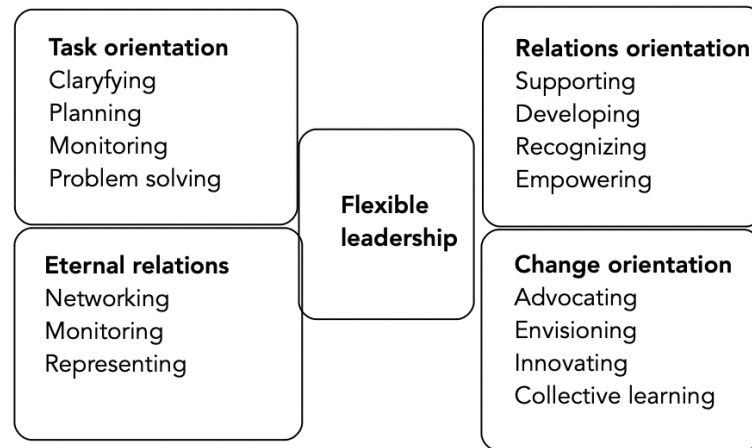 Task orientation
Claryfying
Planning
Monitoring
Problem solving
Relations orientation
Supporting
Developing
Recognizing
Empowering
Flexible
leadership
Eternal relations
Networking
Monitoring
Representing
Change orientation
Advocating
Envisioning
Innovating
Collective learning